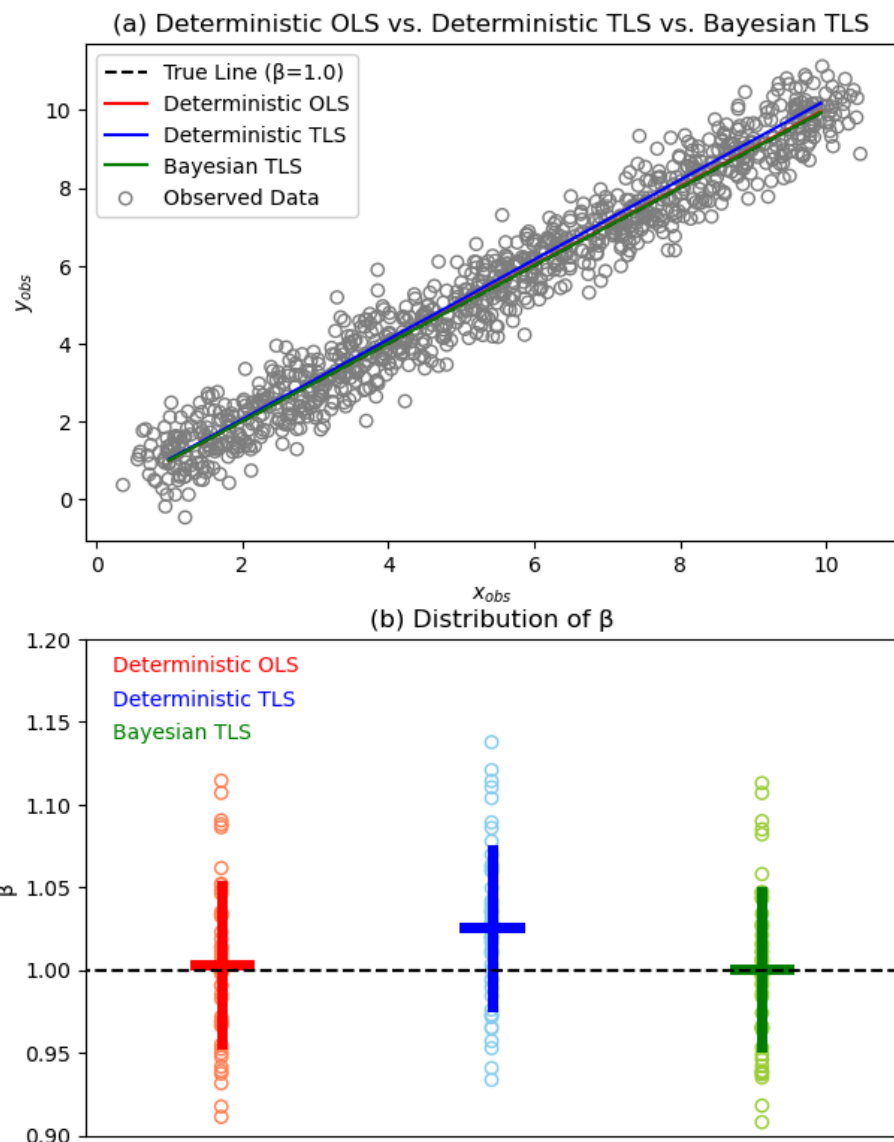 (a) Deterministic OLS vs. Deterministic TLS vs. Bayesian TLS
True Line (β=1.0)
Deterministic OLS
Deterministic TLS
Bayesian TLS
Observed Data
10
8
6
4
2
0
y_obs
0 2 4 6 8 10
x_obs
(b) Distribution of β
1.20
1.15
1.10
1.05
1.00
0.95
0.90
β
Deterministic OLS
Deterministic TLS
Bayesian TLS